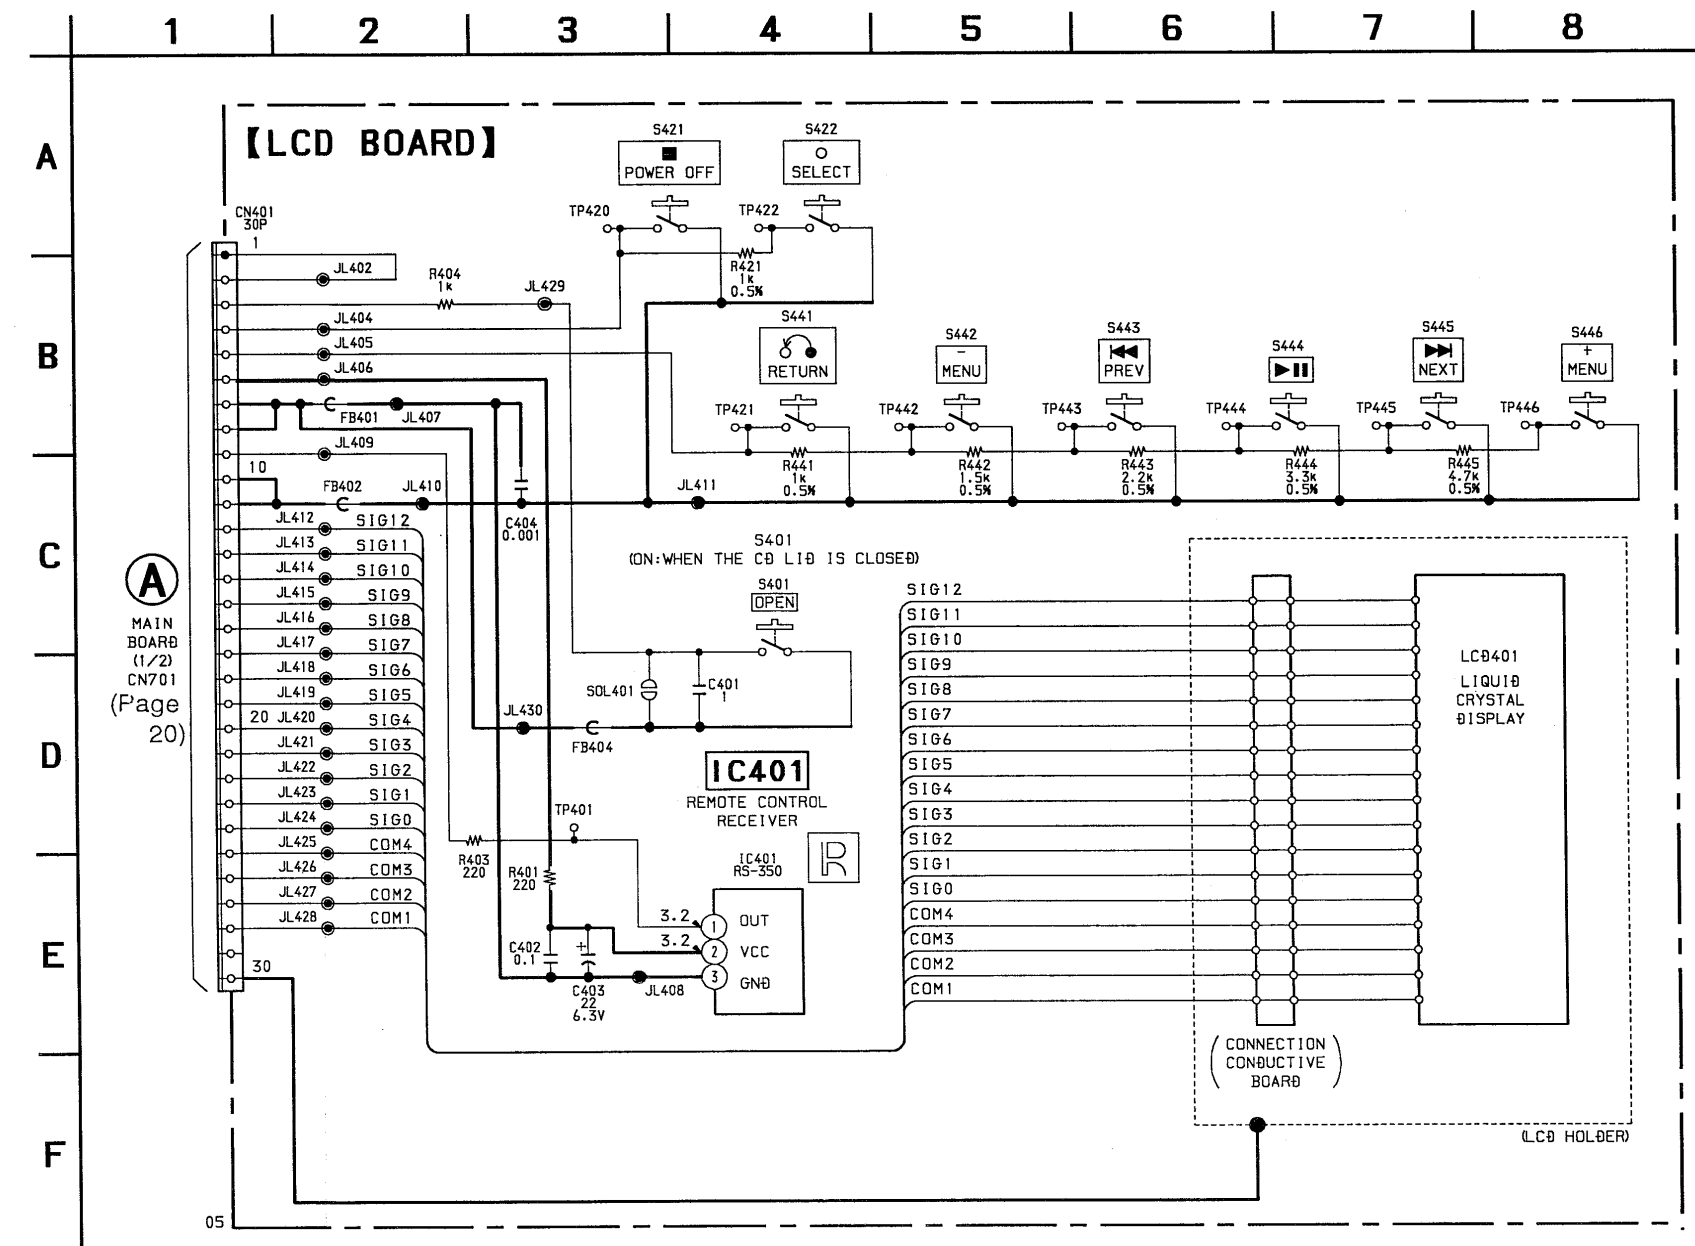 1 2 3 4 5 6 7 8
A
B
C
D
E
F
【LCD BOARD】
S421
■
POWER OFF
S422
○
SELECT
CN401
30P
1
TP420
TP422
JL402
R404
1k
JL429
R421
1k
0.5%
JL404
JL405
JL406
S441
RETURN
S442
−
MENU
S443
PREV
S444
S445
NEXT
S446
+
MENU
FB401
JL407
TP421
TP442
TP443
TP444
TP445
TP446
JL409
10
R441
1k
0.5%
R442
1.5k
0.5%
R443
2.2k
0.5%
R444
3.3k
0.5%
R445
4.7k
0.5%
FB402
JL410
JL411
C404
0.001
JL412 SIG12
JL413 SIG11
JL414 SIG10
JL415 SIG9
JL416 SIG8
JL417 SIG7
JL418 SIG6
JL419 SIG5
20 JL420 SIG4
JL421 SIG3
JL422 SIG2
JL423 SIG1
JL424 SIG0
JL425 COM4
JL426 COM3
JL427 COM2
JL428 COM1
30
A
MAIN
BOARD
(1/2)
CN701
(Page
20)
S401
(ON:WHEN THE CD LID IS CLOSED)
S401
OPEN
SOL401
C401
1
JL430
FB404
IC401
REMOTE CONTROL
RECEIVER
R
TP401
R403
220
R401
220
IC401
RS-350
3.2 1 OUT
3.2 2 VCC
3 GND
C402
0.1
+
C403
22
6.3V
JL408
SIG12
SIG11
SIG10
SIG9
SIG8
SIG7
SIG6
SIG5
SIG4
SIG3
SIG2
SIG1
SIG0
COM4
COM3
COM2
COM1
LCD401
LIQUID
CRYSTAL
DISPLAY
(CONNECTION
CONDUCTIVE
BOARD)
(LCD HOLDER)
05